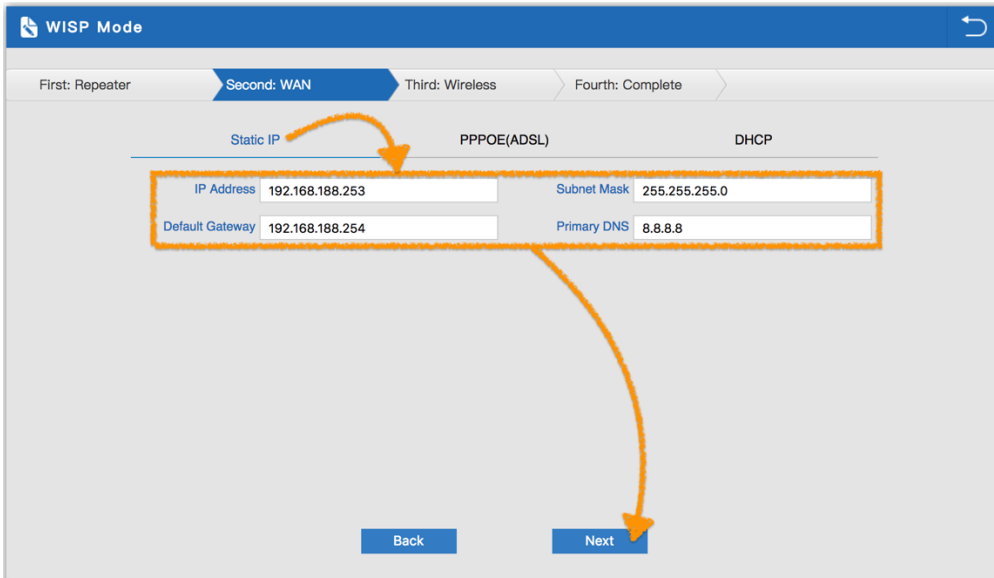 WISP Mode
First: Repeater Second: WAN Third: Wireless Fourth: Complete
Static IP PPPOE(ADSL) DHCP
IP Address 192.168.188.253 Subnet Mask 255.255.255.0
Default Gateway 192.168.188.254 Primary DNS 8.8.8.8
Back Next